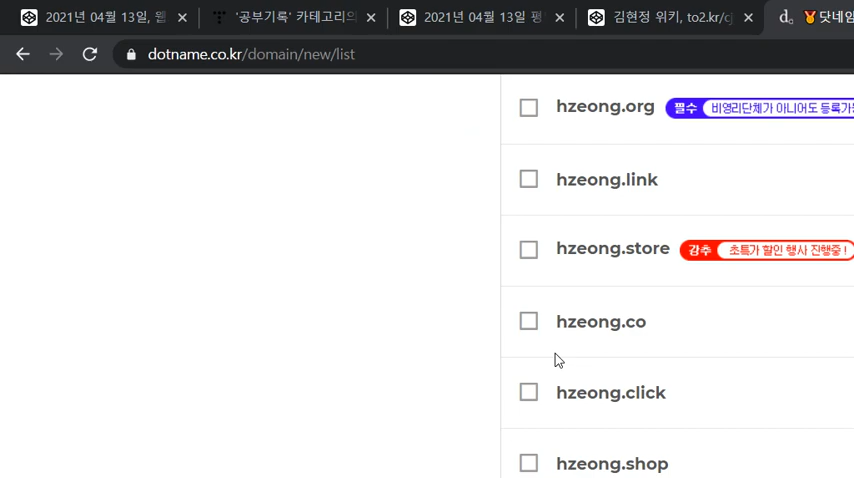 2021년 04월 13일, 웹
'공부기록' 카테고리의
2021년 04월 13일 평
김현정 위키, to2.kr/cj
닷네임
dotname.co.kr/domain/new/list
hzeong.org 필수 비영리단체가 아니어도 등록가능
hzeong.link
hzeong.store 강추 초특가 할인 행사 진행중!
hzeong.co
hzeong.click
hzeong.shop